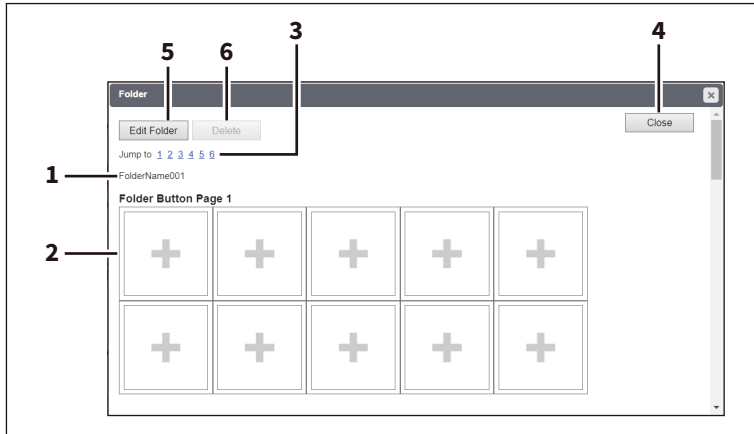 5 6 3 4
Folder
Edit Folder Delete Close
Jump to 1 2 3 4 5 6
1 FolderName001
Folder Button Page 1
2